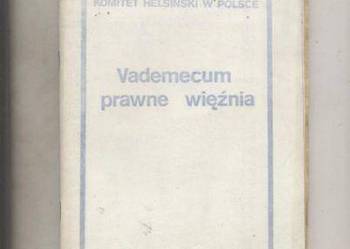 KOMITET HELSIŃSKI W POLSCE
Vademecum
prawne więźnia